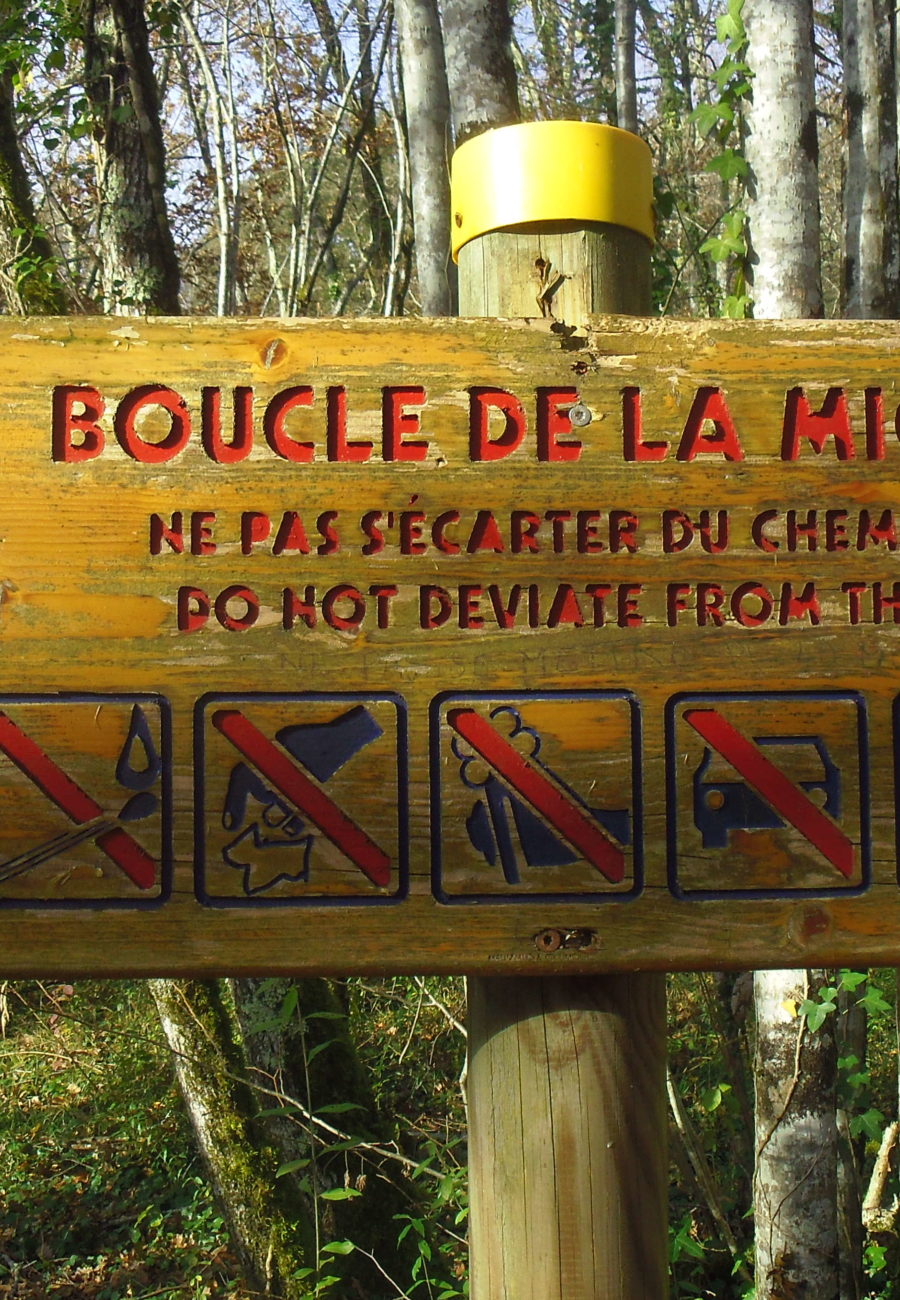 BOUCLE DE LA MI
NE PAS S'ÉCARTER DU CHEM
DO NOT DEVIATE FROM TH